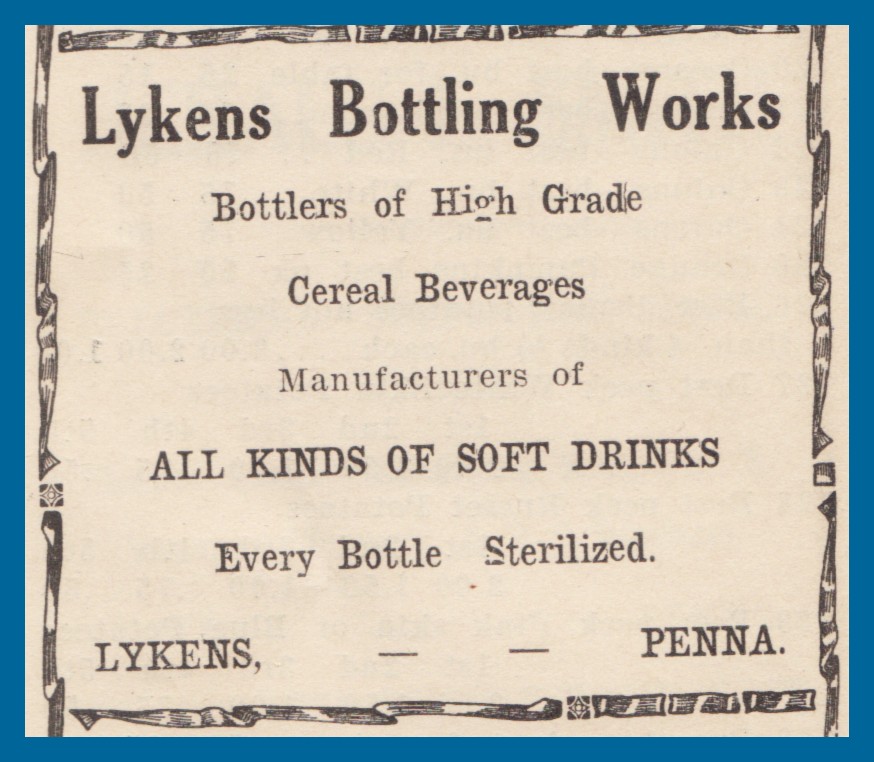 Lykens Bottling Works
Bottlers of High Grade
Cereal Beverages
Manufacturers of
ALL KINDS OF SOFT DRINKS
Every Bottle Sterilized.
LYKENS, — — PENNA.